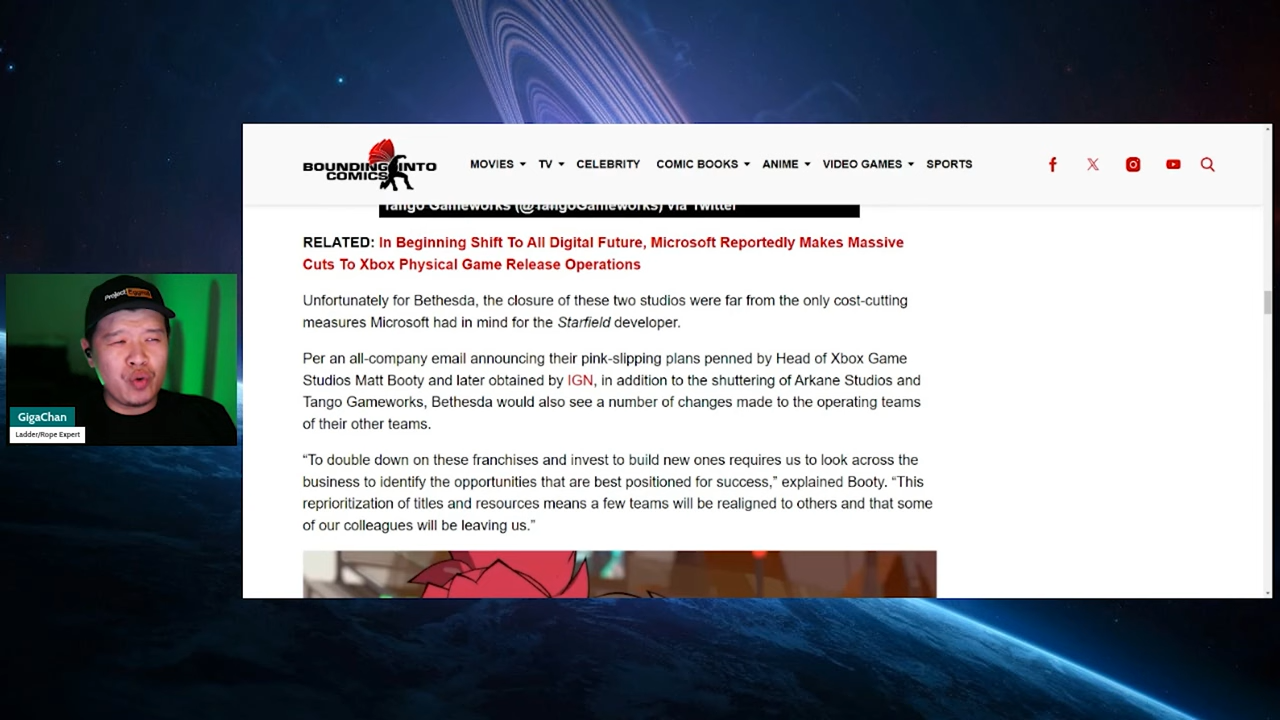 BOUNDING INTO
COMICS
MOVIES TV CELEBRITY COMIC BOOKS ANIME VIDEO GAMES SPORTS
Tango Gameworks (@TangoGameworks) via Twitter
RELATED: In Beginning Shift To All Digital Future, Microsoft Reportedly Makes Massive
Cuts To Xbox Physical Game Release Operations
Unfortunately for Bethesda, the closure of these two studios were far from the only cost-cutting
measures Microsoft had in mind for the Starfield developer.
Per an all-company email announcing their pink-slipping plans penned by Head of Xbox Game
Studios Matt Booty and later obtained by IGN, in addition to the shuttering of Arkane Studios and
Tango Gameworks, Bethesda would also see a number of changes made to the operating teams
of their other teams.
“To double down on these franchises and invest to build new ones requires us to look across the
business to identify the opportunities that are best positioned for success,” explained Booty. “This
reprioritization of titles and resources means a few teams will be realigned to others and that some
of our colleagues will be leaving us.”
Project
GigaChan
Ladder/Rope Expert